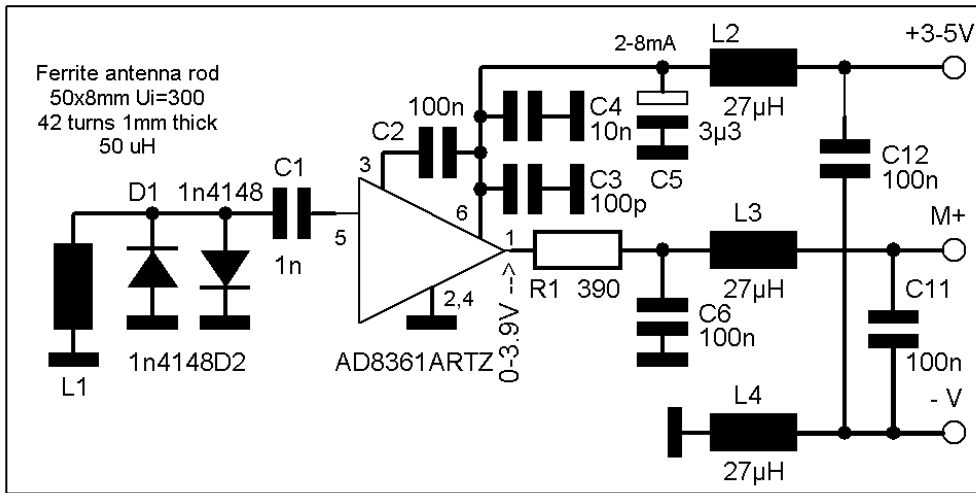 Ferrite antenna rod
50x8mm Ui=300
42 turns 1mm thick
50 uH
D1
1n4148
C1
1n
L1
1n4148D2
3
5
6
1
2,4
AD8361ARTZ
100n
C2
C4
10n
C3
100p
2-8mA
3µ3
C5
L2
27µH
+3-5V
C12
100n
0-3.9V -->
R1
390
C6
100n
L3
27µH
M+
C11
100n
L4
27µH
- V